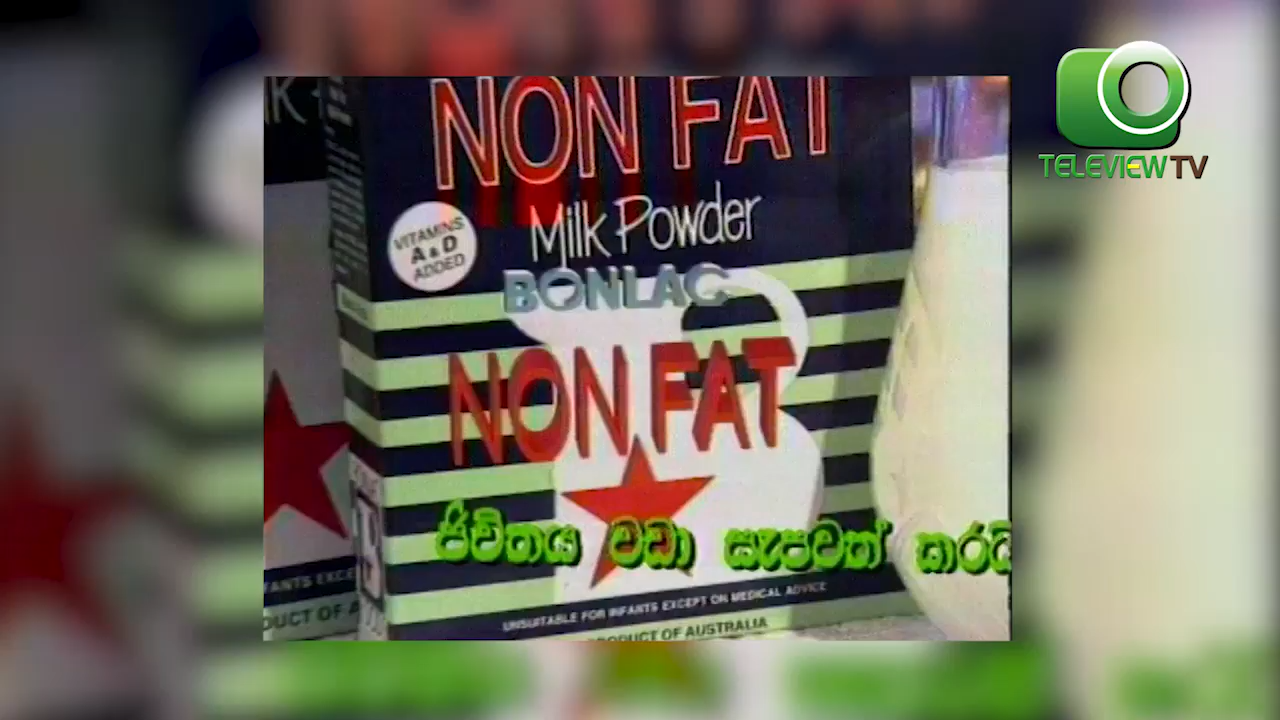 TELEVIEW TV
NON FAT
Milk Powder
VITAMINS
A & D
ADDED
BONLAC
NON FAT
ජීවිතය වඩා සැපවත් කරයි
UNSUITABLE FOR INFANTS EXCEPT ON MEDICAL ADVICE
PRODUCT OF AUSTRALIA